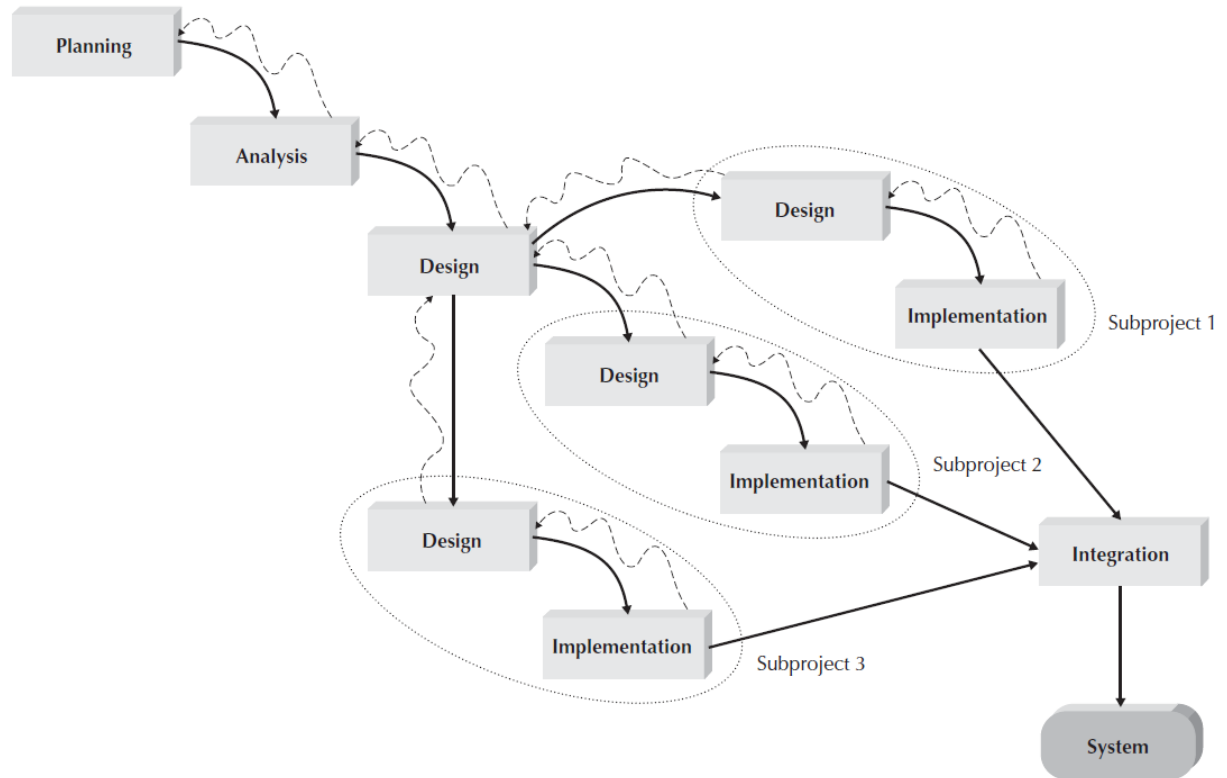 Planning
Analysis
Design
Design
Implementation
Subproject 1
Design
Implementation
Subproject 2
Design
Implementation
Subproject 3
Integration
System